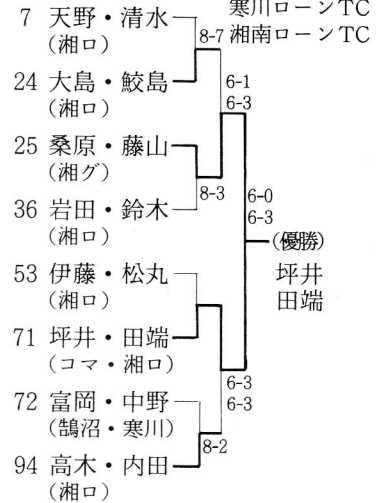 寒川ローンTC
湘南ローンTC
7 天野・清水
(湘ロ)
8-7
24 大島・鮫島
(湘ロ)
6-1
6-3
25 桑原・藤山
(湘グ)
8-3
36 岩田・鈴木
(湘ロ)
6-0
6-3
(優勝)
坪井
田端
53 伊藤・松丸
(湘ロ)
71 坪井・田端
(コマ・湘ロ)
6-3
6-3
72 富岡・中野
(鵠沼・寒川)
8-2
94 高木・内田
(湘ロ)